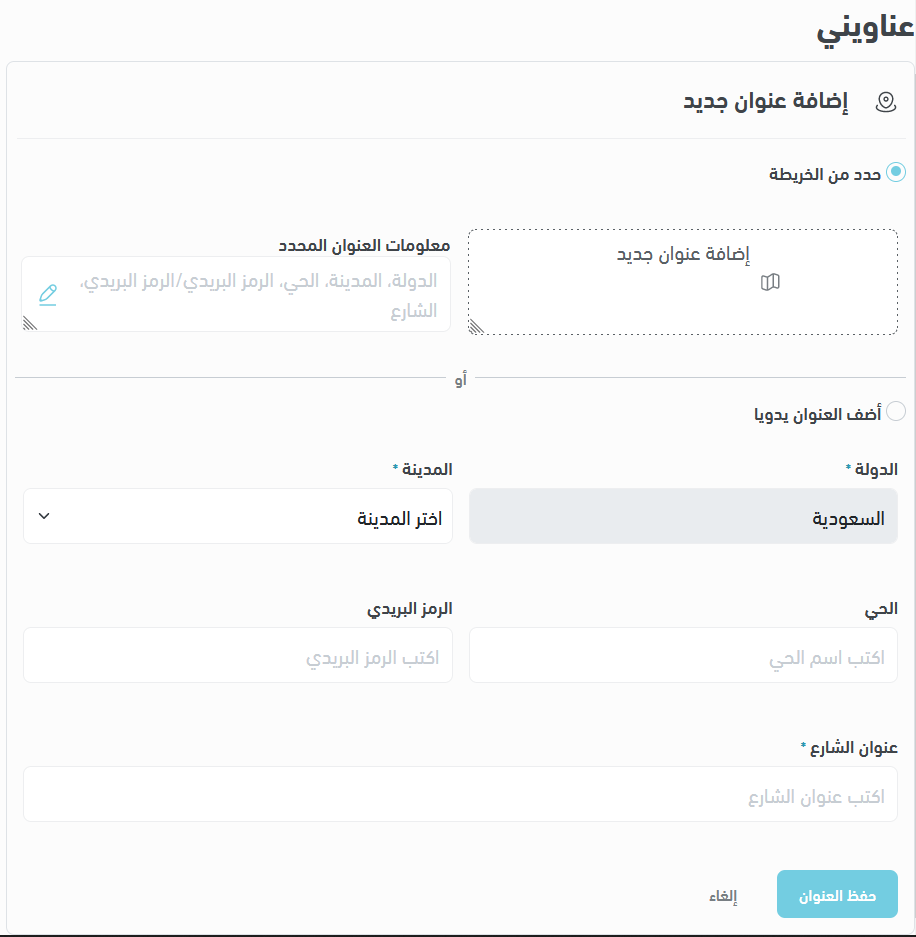 عناويني
إضافة عنوان جديد
حدد من الخريطة
إضافة عنوان جديد
معلومات العنوان المحدد
الدولة، المدينة، الحي، الرمز البريدي/الرمز البريدي،
الشارع
أو
أضف العنوان يدويا
الدولة *
السعودية
المدينة *
اختر المدينة
الحي
اكتب اسم الحي
الرمز البريدي
اكتب الرمز البريدي
عنوان الشارع *
اكتب عنوان الشارع
حفظ العنوان
إلغاء